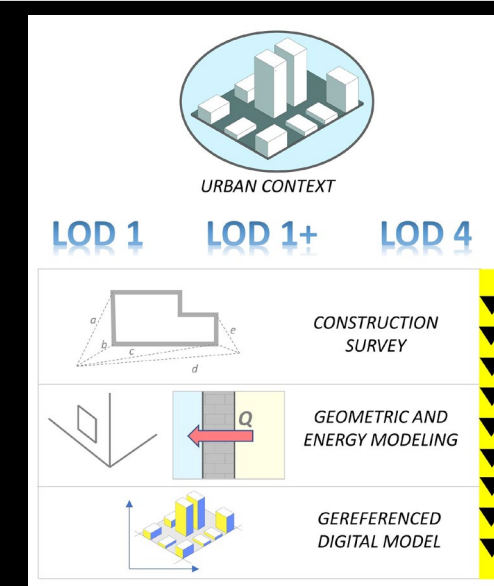 URBAN CONTEXT
LOD 1 LOD 1+ LOD 4
a
b
c
d
e
CONSTRUCTION
SURVEY
Q
GEOMETRIC AND
ENERGY MODELING
GEREFERENCED
DIGITAL MODEL